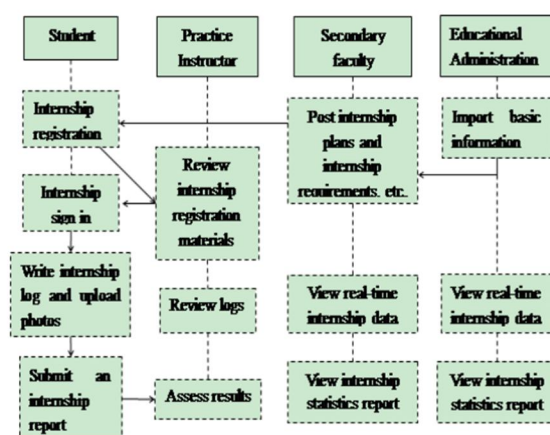 Student
Practice
Instructor
Secondary
faculty
Educational
Administration
Internship
registration
Post internship
plans and
internship
requirements, etc..
Import basic
information
Review
internship
registration
materials
Internship
sign in
Write internship
log and upload
photos
Review logs
View real-time
internship data
View real-time
internship data
Submit an
internship
report
Assess results
View internship
statistics report
View internship
statistics report